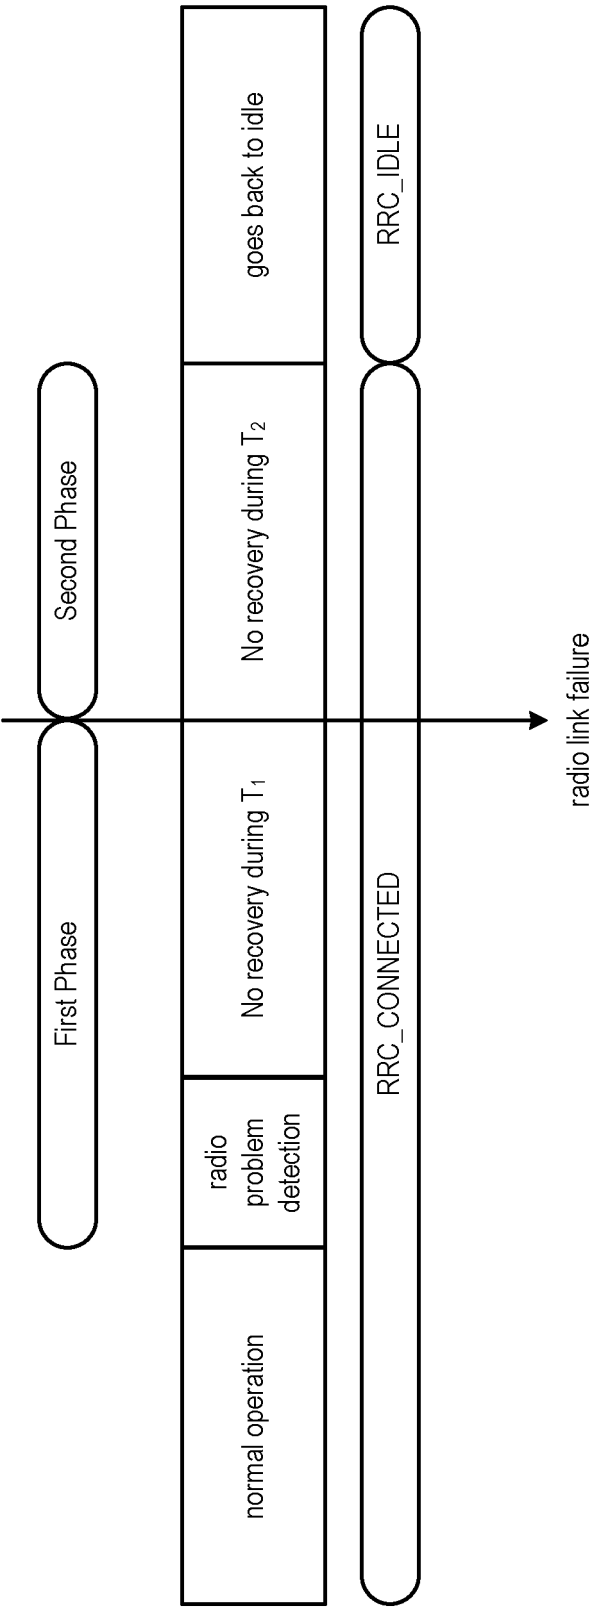 First Phase
Second Phase
normal operation
radio
problem
detection
No recovery during T₁
No recovery during T₂
goes back to idle
RRC_CONNECTED
RRC_IDLE
radio link failure